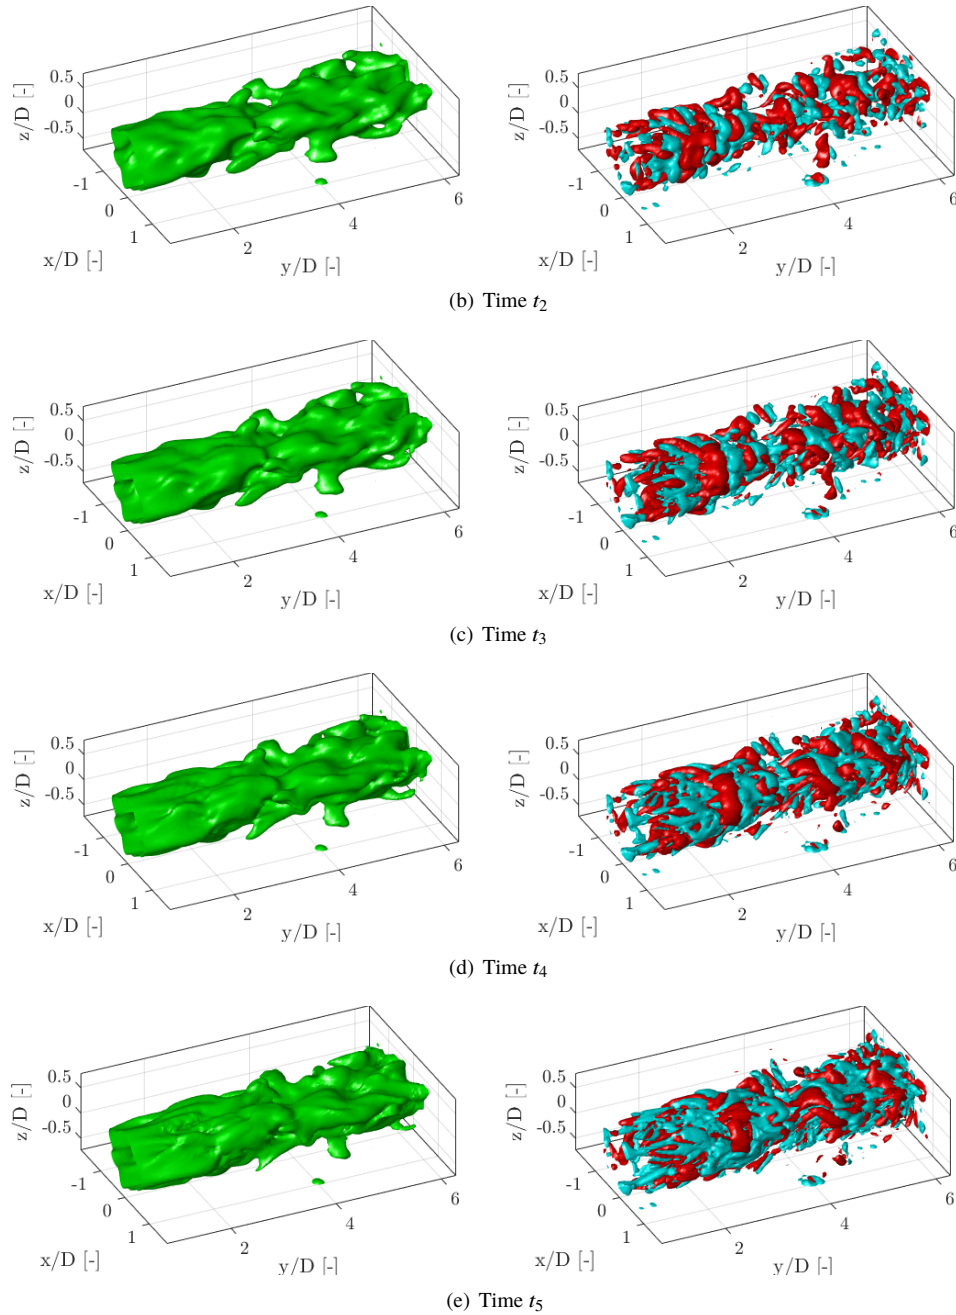 0.5
0
-0.5
z/D [-]
-1
0
1
x/D [-]
2
4
6
y/D [-]
0.5
0
-0.5
z/D [-]
-1
0
1
x/D [-]
2
4
6
y/D [-]
(b) Time t2
0.5
0
-0.5
z/D [-]
-1
0
1
x/D [-]
2
4
6
y/D [-]
0.5
0
-0.5
z/D [-]
-1
0
1
x/D [-]
2
4
6
y/D [-]
(c) Time t3
0.5
0
-0.5
z/D [-]
-1
0
1
x/D [-]
2
4
6
y/D [-]
0.5
0
-0.5
z/D [-]
-1
0
1
x/D [-]
2
4
6
y/D [-]
(d) Time t4
0.5
0
-0.5
z/D [-]
-1
0
1
x/D [-]
2
4
6
y/D [-]
0.5
0
-0.5
z/D [-]
-1
0
1
x/D [-]
2
4
6
y/D [-]
(e) Time t5